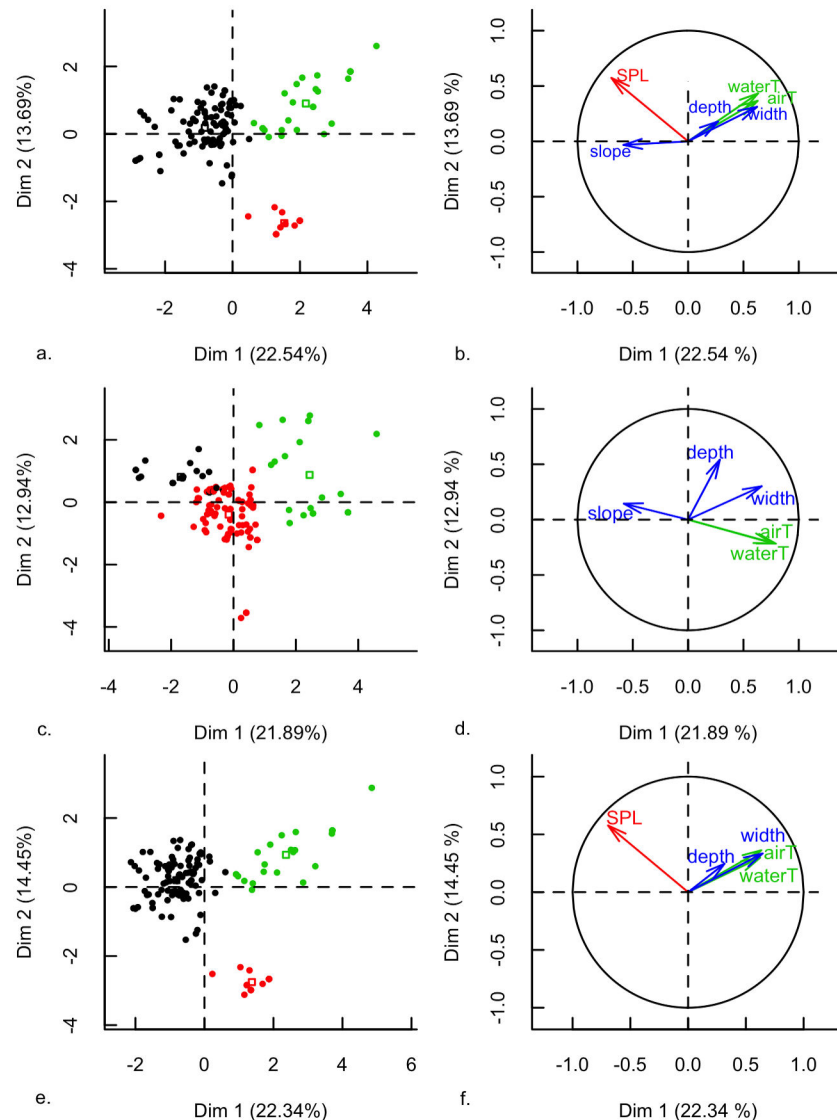 Dim 2 (13.69%)
2
0
-2
-4
-2
0
2
4
a.
Dim 1 (22.54%)
Dim 2 (13.69 %)
1.0
0.5
0.0
-0.5
-1.0
SPL
waterT
airT
depth
width
slope
-1.0
-0.5
0.0
0.5
1.0
b.
Dim 1 (22.54 %)
Dim 2 (12.94%)
2
0
-2
-4
-4
-2
0
2
4
c.
Dim 1 (21.89%)
Dim 2 (12.94 %)
1.0
0.5
0.0
-0.5
-1.0
depth
width
slope
airT
waterT
-1.0
-0.5
0.0
0.5
1.0
d.
Dim 1 (21.89 %)
Dim 2 (14.45%)
2
0
-2
-4
-2
0
2
4
6
e.
Dim 1 (22.34%)
Dim 2 (14.45 %)
1.0
0.5
0.0
-0.5
-1.0
SPL
width
depth
airT
waterT
-1.0
-0.5
0.0
0.5
1.0
f.
Dim 1 (22.34 %)